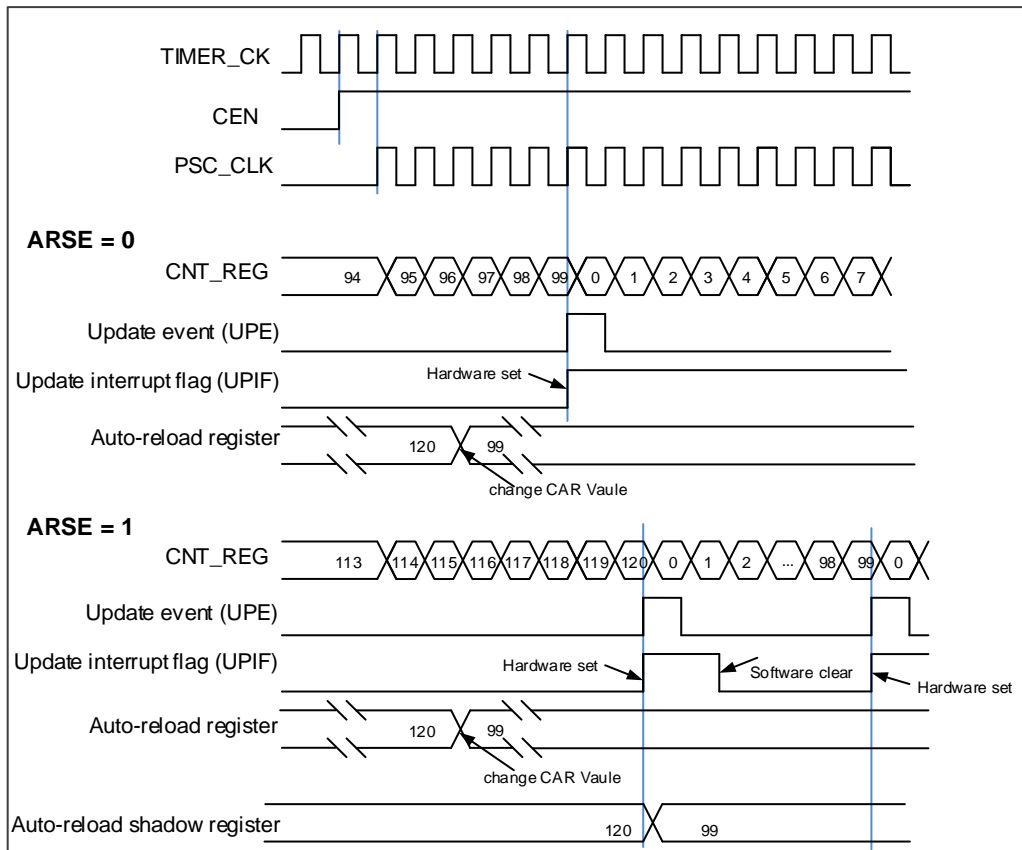 TIMER_CK
CEN
PSC_CLK
ARSE = 0
CNT_REG 94 95 96 97 98 99 0 1 2 3 4 5 6 7
Update event (UPE)
Update interrupt flag (UPIF) Hardware set
Auto-reload register 120 99
change CAR Vaule
ARSE = 1
CNT_REG 113 114 115 116 117 118 119 120 0 1 2 ... 98 99 0
Update event (UPE)
Update interrupt flag (UPIF) Hardware set Software clear Hardware set
Auto-reload register 120 99
change CAR Vaule
Auto-reload shadow register 120 99